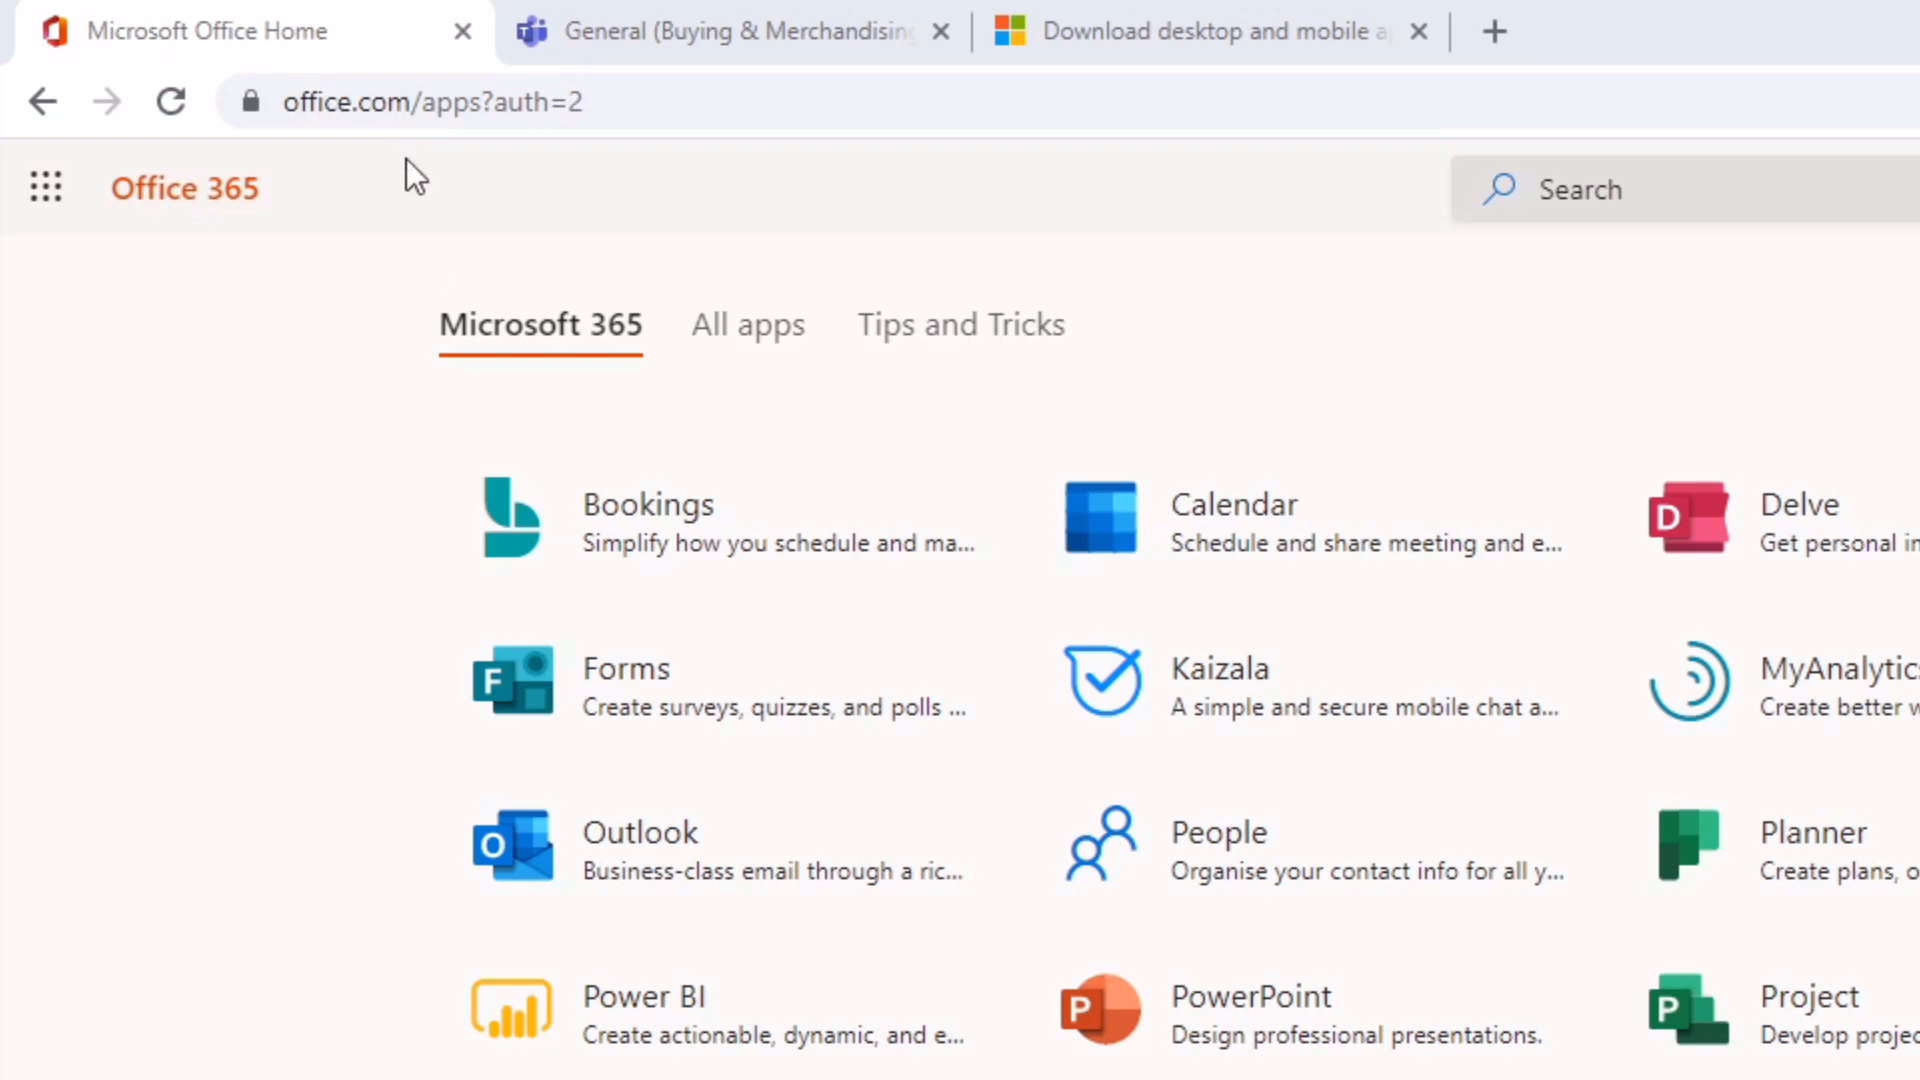 Microsoft Office Home
General (Buying & Merchandising
Download desktop and mobile a
office.com/apps?auth=2
Office 365
Search
Microsoft 365 All apps Tips and Tricks
Bookings
Simplify how you schedule and ma...
Calendar
Schedule and share meeting and e...
D
Delve
Get personal
F
Forms
Create surveys, quizzes, and polls ...
Kaizala
A simple and secure mobile chat a...
MyAnalytics
Create better
O
Outlook
Business-class email through a ric...
People
Organise your contact info for all y...
Planner
Create plans,
Power BI
Create actionable, dynamic, and e...
P
PowerPoint
Design professional presentations.
P
Project
Develop projec